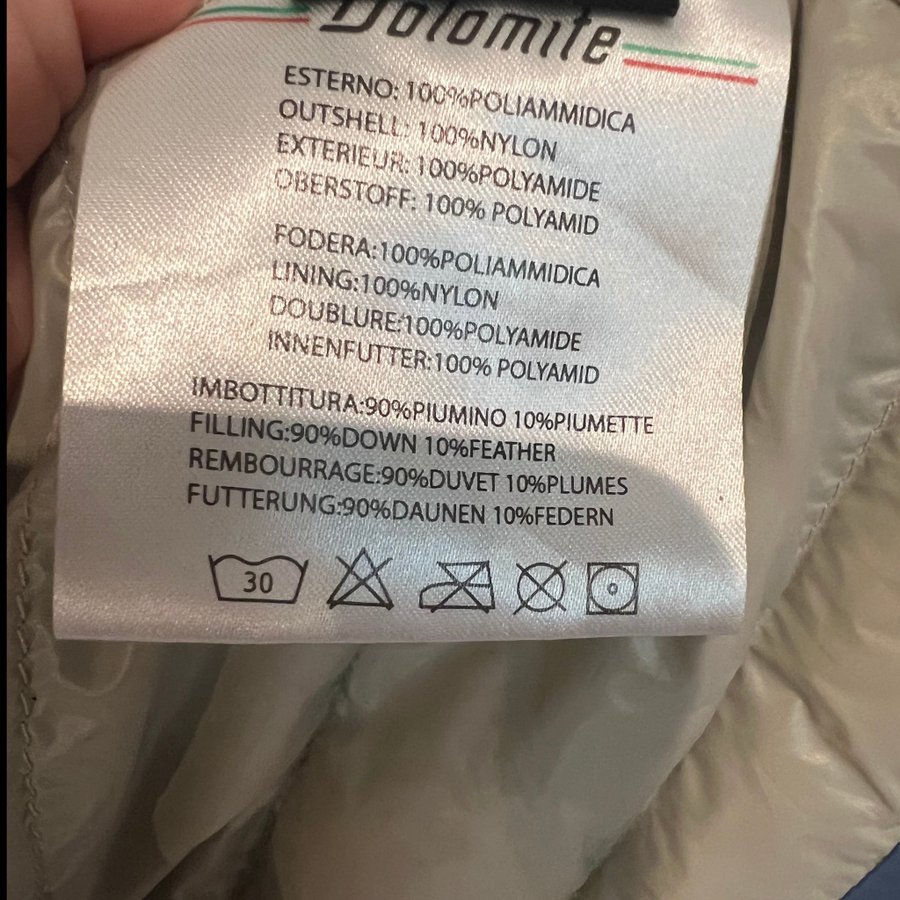 Dolomite
ESTERNO: 100%POLIAMMIDICA
OUTSHELL: 100%NYLON
EXTERIEUR: 100%POLYAMIDE
OBERSTOFF: 100% POLYAMID
FODERA:100%POLIAMMIDICA
LINING:100%NYLON
DOUBLURE:100%POLYAMIDE
INNENFUTTER:100% POLYAMID
IMBOTTITURA:90%PIUMINO 10%PIUMETTE
FILLING:90%DOWN 10%FEATHER
REMBOURRAGE:90%DUVET 10%PLUMES
FUTTERUNG:90%DAUNEN 10%FEDERN
30